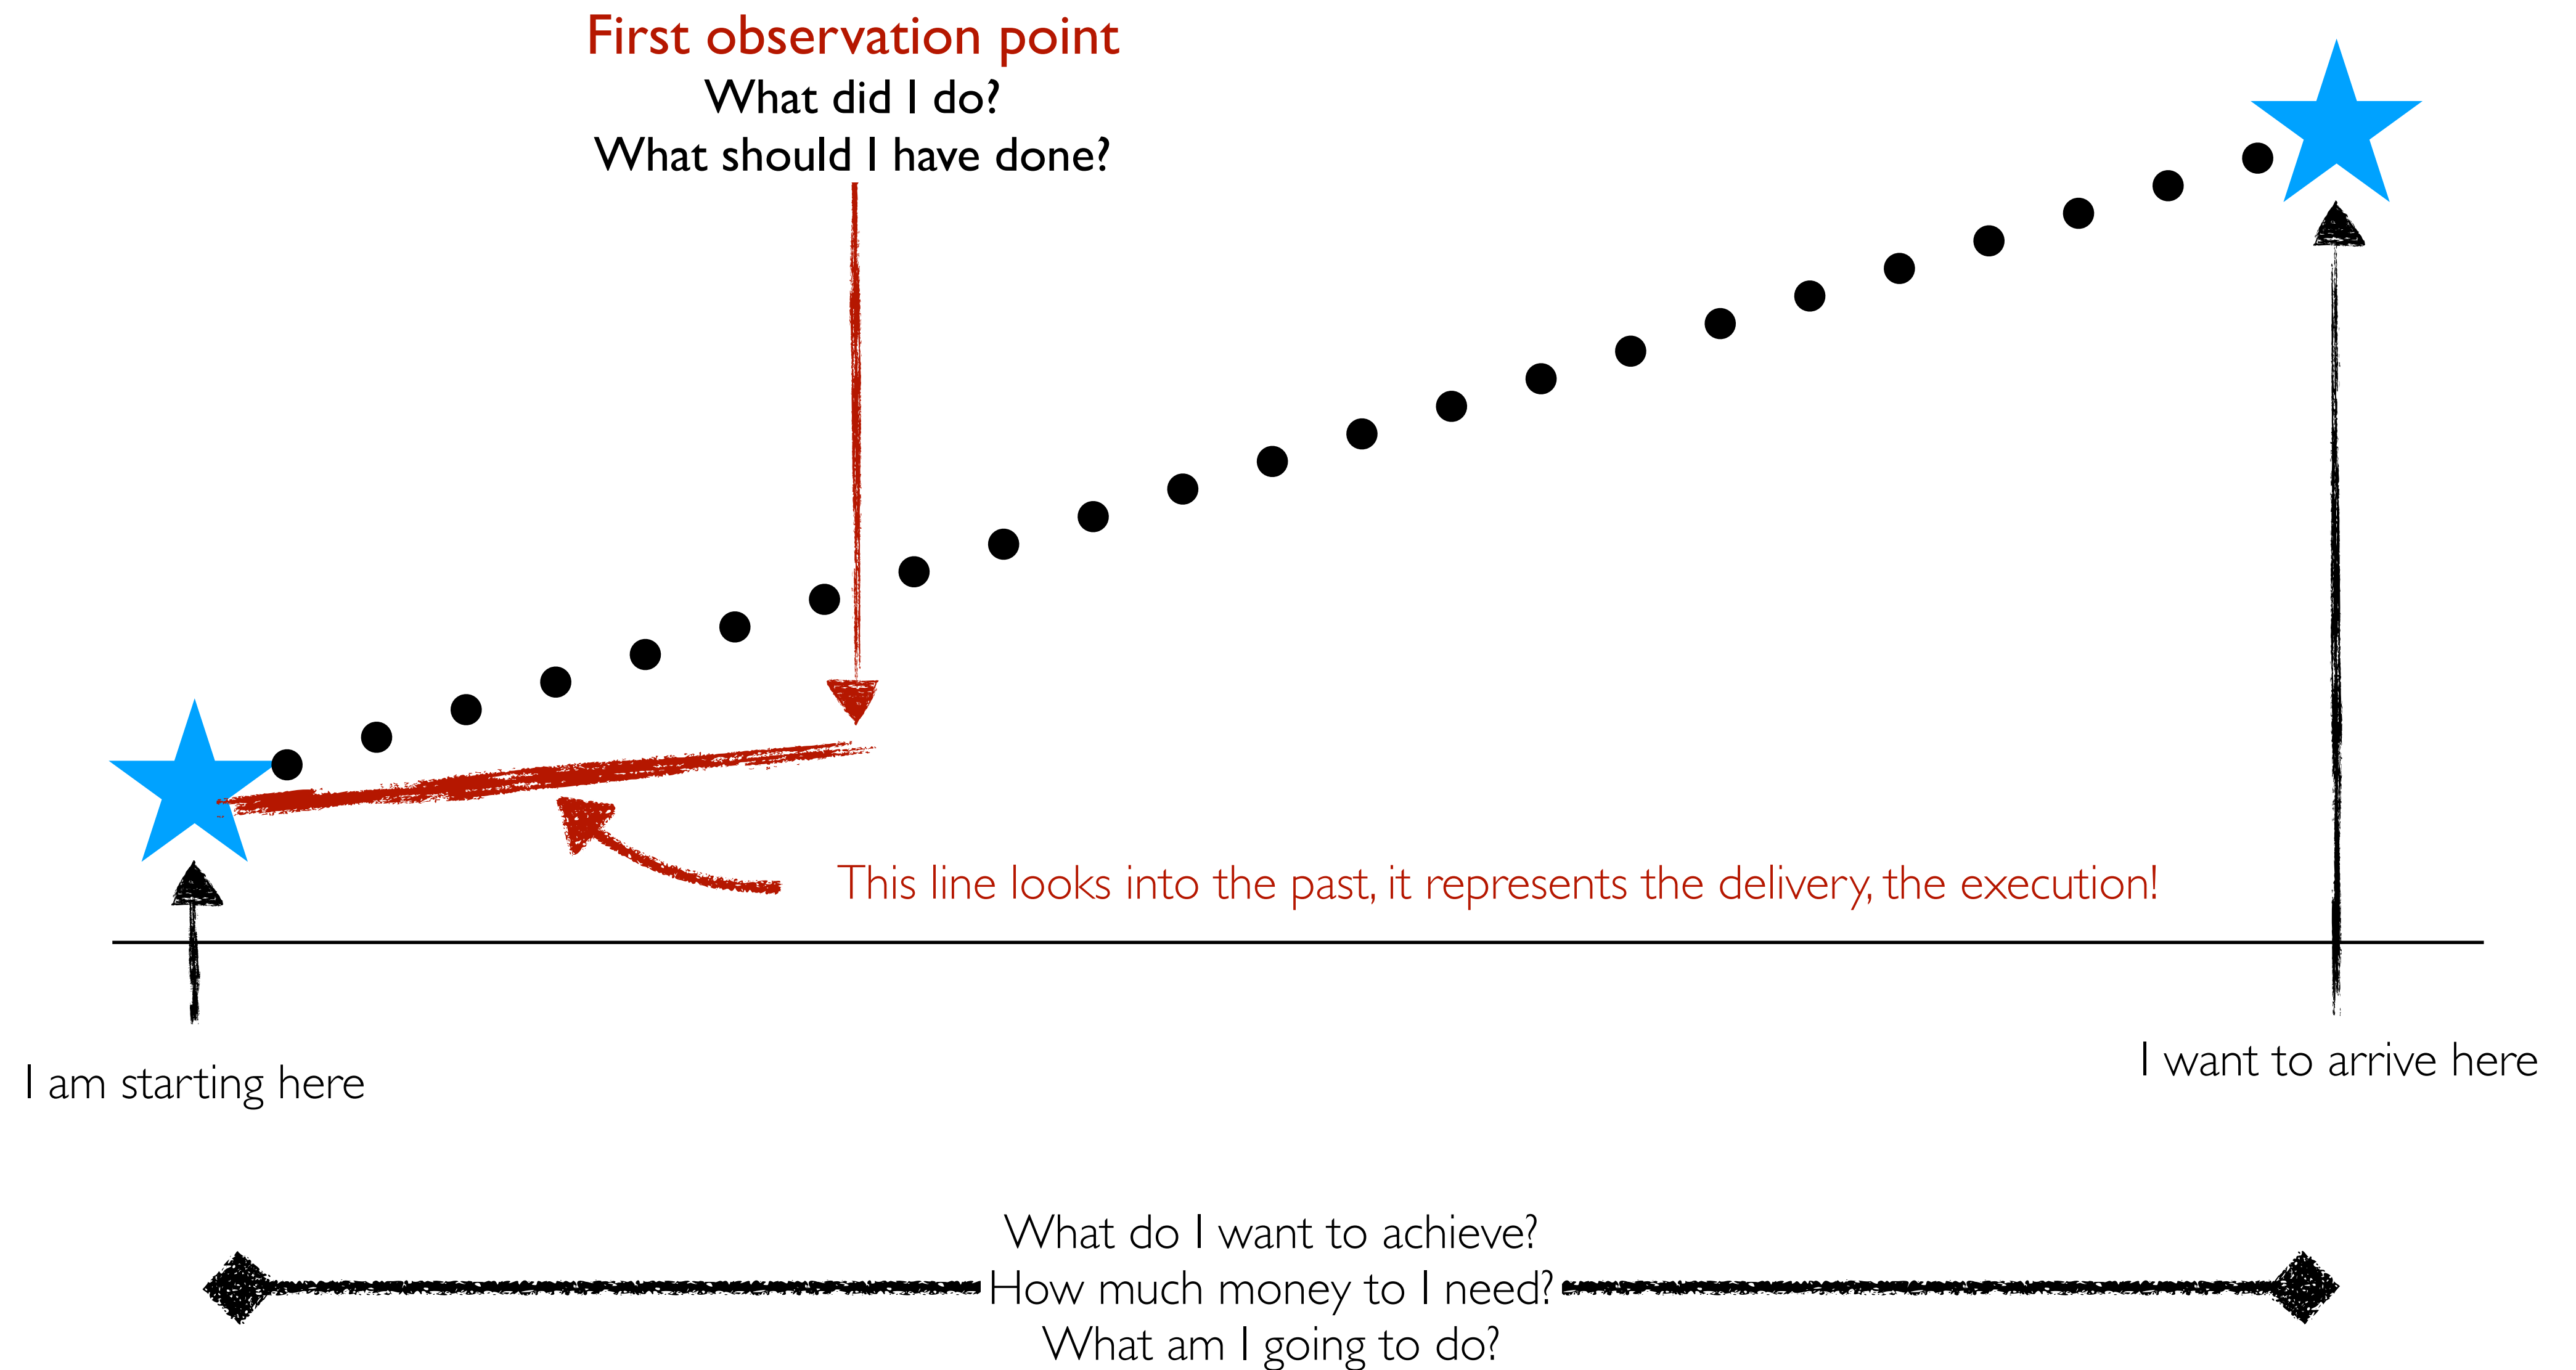 First observation point
What did I do?
What should I have done?
This line looks into the past, it represents the delivery, the execution!
I am starting here
I want to arrive here
What do I want to achieve?
How much money to I need?
What am I going to do?